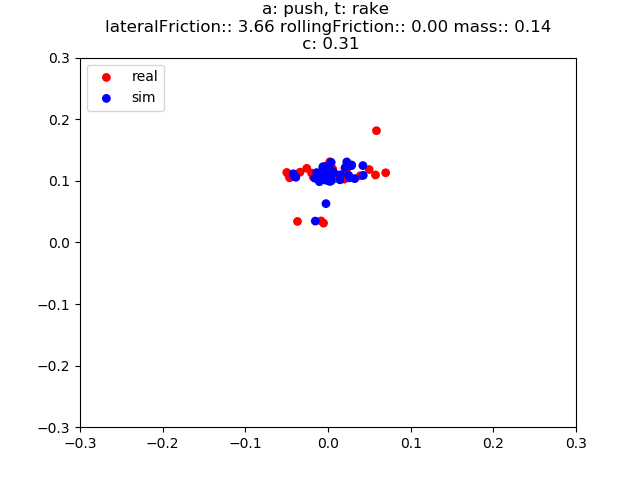 a: push, t: rake
lateralFriction:: 3.66 rollingFriction:: 0.00 mass:: 0.14
c: 0.31
real
sim
0.3
0.2
0.1
0.0
−0.1
−0.2
−0.3
−0.3 −0.2 −0.1 0.0 0.1 0.2 0.3